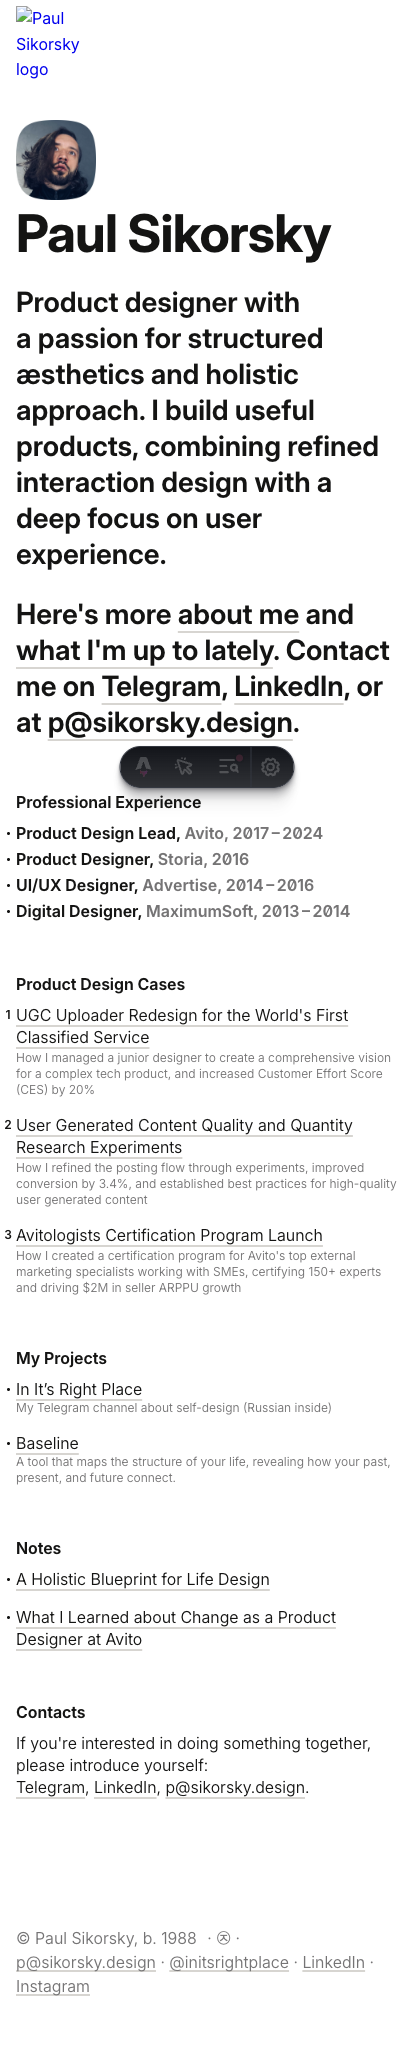 Paul
Sikorsky
logo
Paul Sikorsky
Product designer with
a passion for structured
æsthetics and holistic
approach. I build useful
products, combining refined
interaction design with a
deep focus on user
experience.
Here's more about me and
what I'm up to lately. Contact
me on Telegram, LinkedIn, or
at p@sikorsky.design.
Professional Experience
· Product Design Lead, Avito, 2017 – 2024
· Product Designer, Storia, 2016
· UI/UX Designer, Advertise, 2014 – 2016
· Digital Designer, MaximumSoft, 2013 – 2014
Product Design Cases
1 UGC Uploader Redesign for the World's First
Classified Service
How I managed a junior designer to create a comprehensive vision
for a complex tech product, and increased Customer Effort Score
(CES) by 20%
2 User Generated Content Quality and Quantity
Research Experiments
How I refined the posting flow through experiments, improved
conversion by 3.4%, and established best practices for high-quality
user generated content
3 Avitologists Certification Program Launch
How I created a certification program for Avito's top external
marketing specialists working with SMEs, certifying 150+ experts
and driving $2M in seller ARPPU growth
My Projects
· In It’s Right Place
My Telegram channel about self-design (Russian inside)
· Baseline
A tool that maps the structure of your life, revealing how your past,
present, and future connect.
Notes
· A Holistic Blueprint for Life Design
· What I Learned about Change as a Product
Designer at Avito
Contacts
If you're interested in doing something together,
please introduce yourself:
Telegram, LinkedIn, p@sikorsky.design.
© Paul Sikorsky, b. 1988 · ㋡ ·
p@sikorsky.design · @initsrightplace · LinkedIn ·
Instagram